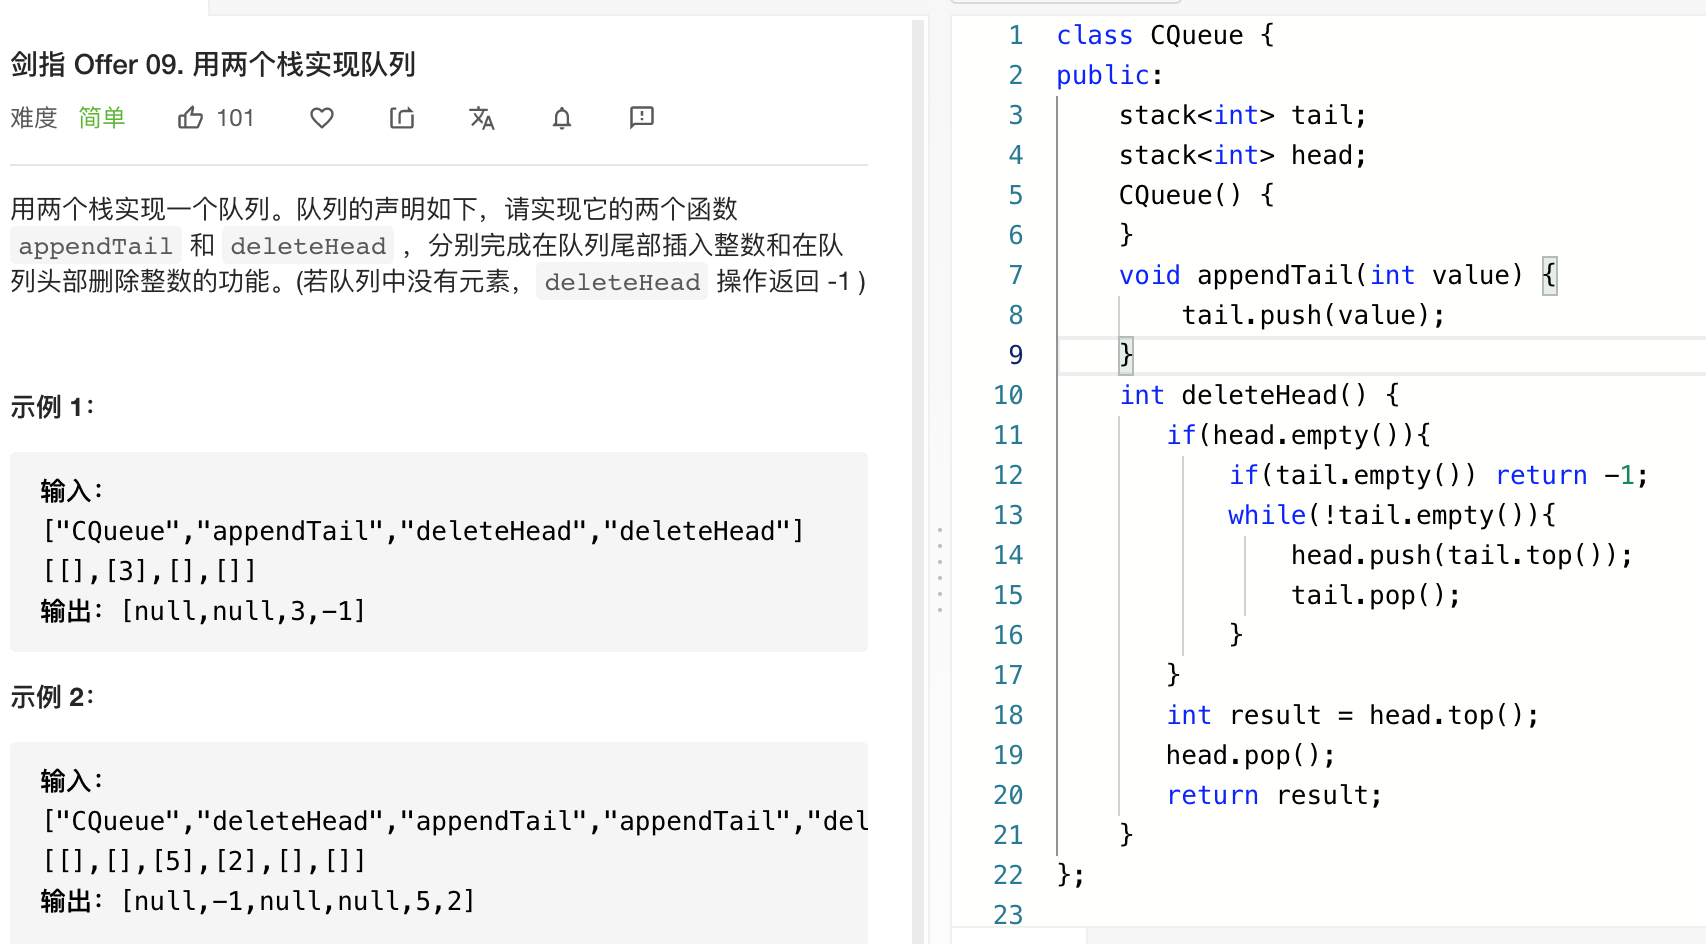 剑指 Offer 09. 用两个栈实现队列
难度 简单 101
用两个栈实现一个队列。队列的声明如下，请实现它的两个函数
appendTail 和 deleteHead ，分别完成在队列尾部插入整数和在队
列头部删除整数的功能。(若队列中没有元素，deleteHead 操作返回 -1 )
示例 1：
输入：
["CQueue","appendTail","deleteHead","deleteHead"]
[[],[3],[],[]]
输出：[null,null,3,-1]
示例 2：
输入：
["CQueue","deleteHead","appendTail","appendTail","del
[[],[],[5],[2],[],[]]
输出：[null,-1,null,null,5,2]
1 class CQueue {
2 public:
3 stack<int> tail;
4 stack<int> head;
5 CQueue() {
6 }
7 void appendTail(int value) {
8 tail.push(value);
9 }
10 int deleteHead() {
11 if(head.empty()){
12 if(tail.empty()) return -1;
13 while(!tail.empty()){
14 head.push(tail.top());
15 tail.pop();
16 }
17 }
18 int result = head.top();
19 head.pop();
20 return result;
21 }
22 };
23